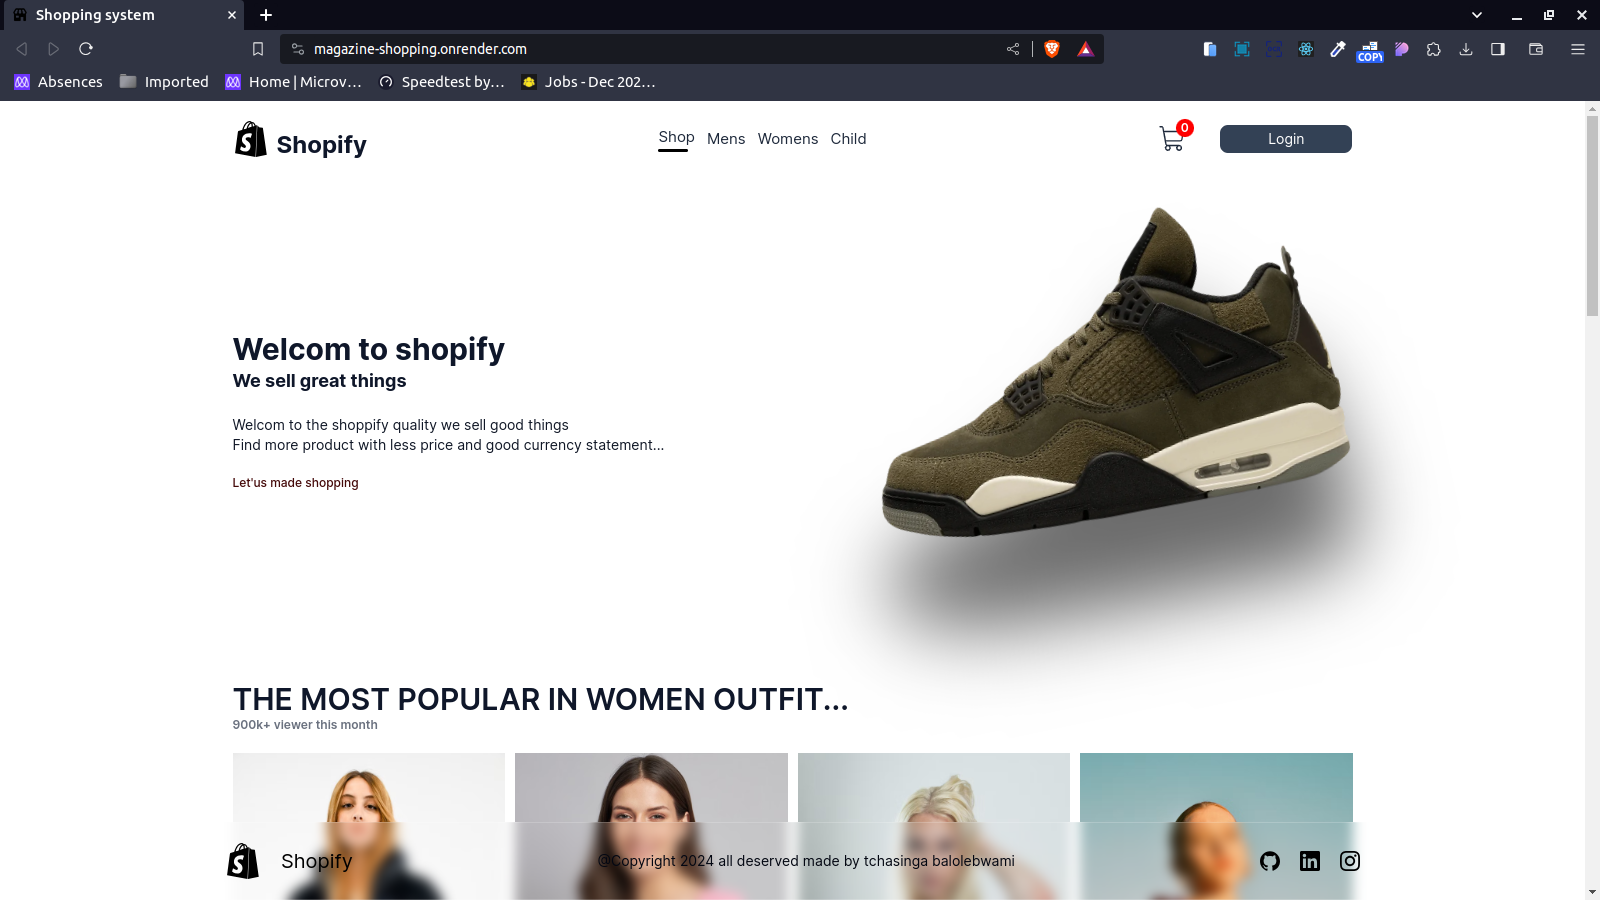 Shopping system
magazine-shopping.onrender.com
COPY
Absences Imported Home | Microv... Speedtest by... Jobs - Dec 202...
Shopify Shop Mens Womens Child 0 Login
Welcom to shopify
We sell great things
Welcom to the shoppify quality we sell good things
Find more product with less price and good currency statement...
Let'us made shopping
THE MOST POPULAR IN WOMEN OUTFIT...
900k+ viewer this month
Shopify @Copyright 2024 all deserved made by tchasinga balolebwami